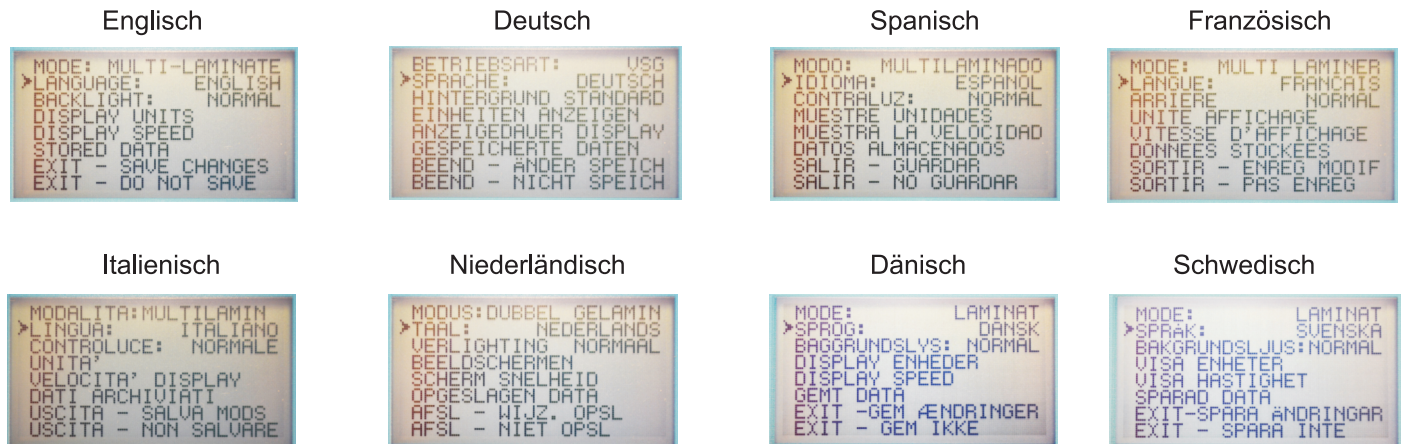 Englisch
MODE: MULTI-LAMINATE
LANGUAGE: ENGLISH
BACKLIGHT: NORMAL
DISPLAY UNITS
DISPLAY SPEED
STORED DATA
EXIT - SAVE CHANGES
EXIT - DO NOT SAVE
Deutsch
BETRIEBSART: VSG
SPRACHE: DEUTSCH
HINTERGRUND STANDARD
EINHEITEN ANZEIGEN
ANZEIGEDAUER DISPLAY
GESPEICHERTE DATEN
BEEND - ÄNDER SPEICH
BEEND - NICHT SPEICH
Spanisch
MODO: MULTILAMINADO
IDIOMA: ESPANOL
CONTRALUZ: NORMAL
MUESTRE UNIDADES
MUESTRA LA VELOCIDAD
DATOS ALMACENADOS
SALIR - GUARDAR
SALIR - NO GUARDAR
Französisch
MODE: MULTI LAMINER
LANGUE: FRANCAIS
ARRIERE NORMAL
UNITE AFFICHAGE
VITESSE D'AFFICHAGE
DONNEES STOCKEES
SORTIR - ENREG MODIF
SORTIR - PAS ENREG
Italienisch
MODALITA:MULTILAMIN
LINGUA: ITALIANO
CONTROLUCE: NORMALE
UNITA'
VELOCITA' DISPLAY
DATI ARCHIVIATI
USCITA - SALVA MODS
USCITA - NON SALVARE
Niederländisch
MODUS:DUBBEL GELAMIN
TAAL: NEDERLANDS
VERLIGHTING NORMAAL
BEELDSCHERMEN
SCHERM SNELHEID
OPGESLAGEN DATA
AFSL - WIJZ. OPSL
AFSL - NIET OPSL
Dänisch
MODE: LAMINAT
SPROG: DANSK
BAGGRUNDSLYS: NORMAL
DISPLAY ENHEDER
DISPLAY SPEED
GEMT DATA
EXIT -GEM ÆNDRINGER
EXIT - GEM IKKE
Schwedisch
MODE: LAMINAT
SPRÅK: SVENSKA
BAKGRUNDSLJUS:NORMAL
VISA ENHETER
VISA HASTIGHET
SPARAD DATA
EXIT-SPARA ÄNDRINGAR
EXIT - SPARA INTE